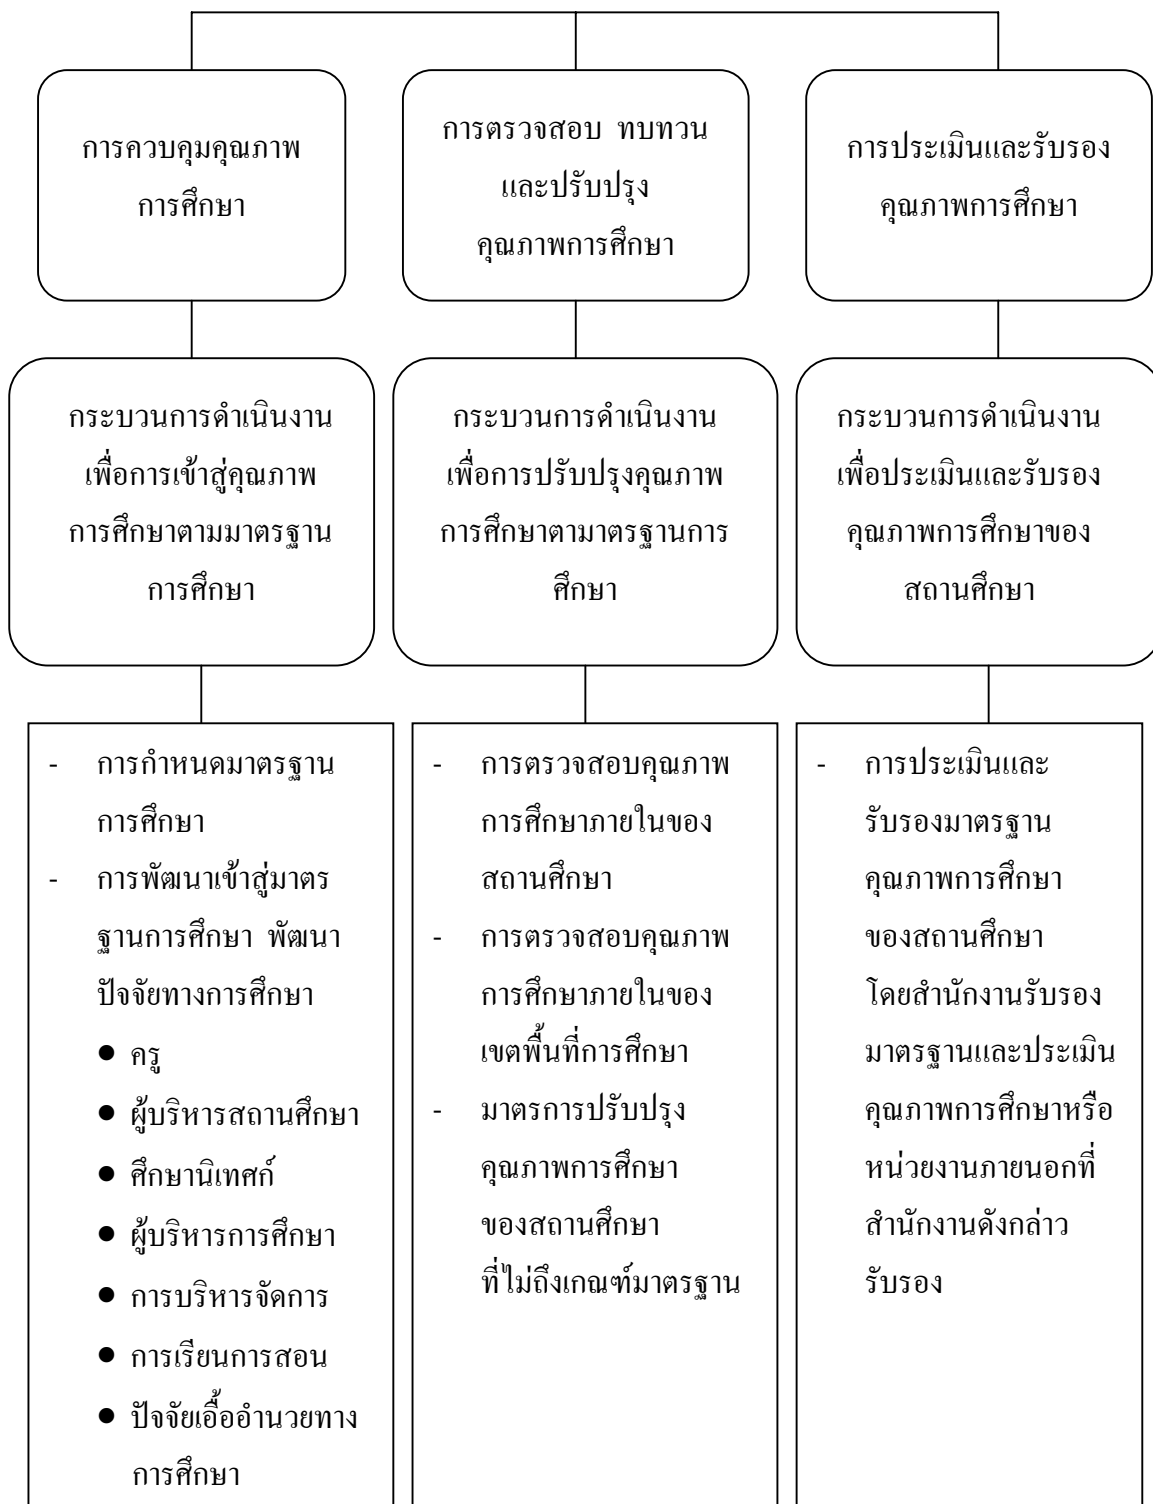 การควบคุมคุณภาพ
การศึกษา
การตรวจสอบ ทบทวน
และปรับปรุง
คุณภาพการศึกษา
การประเมินและรับรอง
คุณภาพการศึกษา
กระบวนการดำเนินงาน
เพื่อการเข้าสู่คุณภาพ
การศึกษาตามมาตรฐาน
การศึกษา
กระบวนการดำเนินงาน
เพื่อการปรับปรุงคุณภาพ
การศึกษาตามาตรฐานการ
ศึกษา
กระบวนการดำเนินงาน
เพื่อประเมินและรับรอง
คุณภาพการศึกษาของ
สถานศึกษา
- การกำหนดมาตรฐาน
การศึกษา
- การพัฒนาเข้าสู่มาตร
ฐานการศึกษา พัฒนา
ปัจจัยทางการศึกษา
● ครู
● ผู้บริหารสถานศึกษา
● ศึกษานิเทศก์
● ผู้บริหารการศึกษา
● การบริหารจัดการ
● การเรียนการสอน
● ปัจจัยเอื้ออำนวยทาง
การศึกษา
- การตรวจสอบคุณภาพ
การศึกษาภายในของ
สถานศึกษา
- การตรวจสอบคุณภาพ
การศึกษาภายในของ
เขตพื้นที่การศึกษา
- มาตรการปรับปรุง
คุณภาพการศึกษา
ของสถานศึกษา
ที่ไม่ถึงเกณฑ์มาตรฐาน
- การประเมินและ
รับรองมาตรฐาน
คุณภาพการศึกษา
ของสถานศึกษา
โดยสำนักงานรับรอง
มาตรฐานและประเมิน
คุณภาพการศึกษาหรือ
หน่วยงานภายนอกที่
สำนักงานดังกล่าว
รับรอง